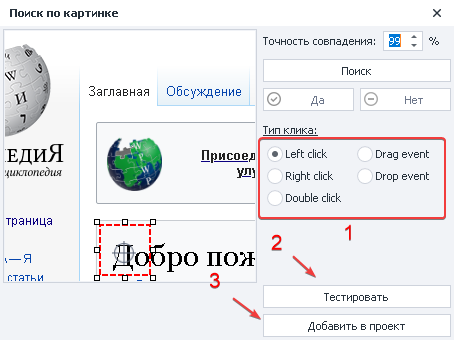 Поиск по картинке
Точность совпадения: 99 %
Поиск
Да Нет
Тип клика:
Left click Drag event
Right click Drop event
Double click
1
2
Тестировать
3
Добавить в проект
W
И
ПЕДиЯ
циклопедия
Заглавная Обсуждение
Присоед
улу
траница
А — Я
статьи
Добро пож